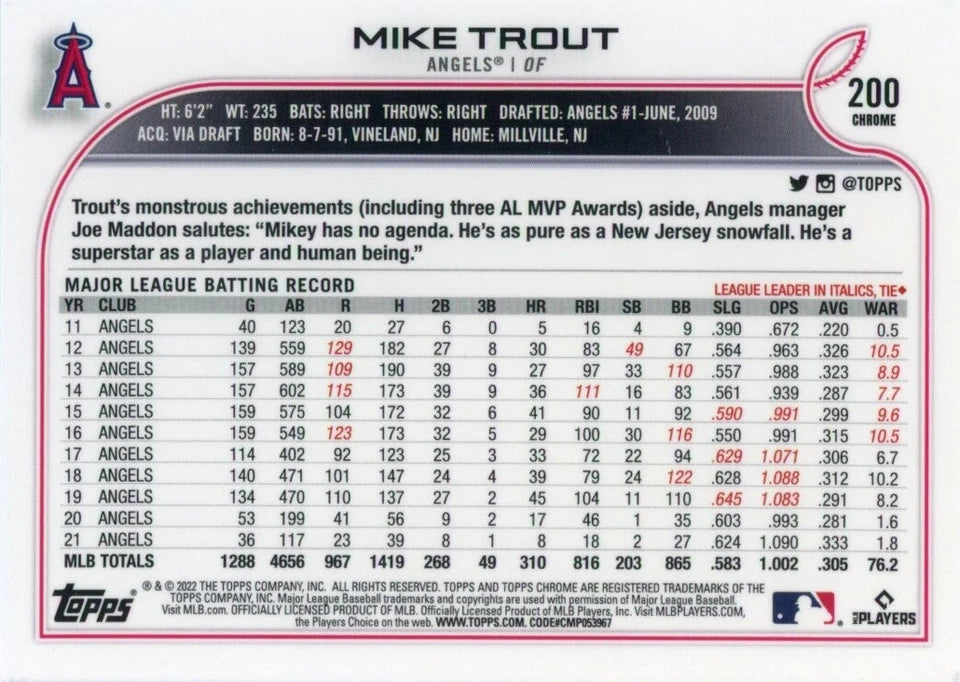 A
MIKE TROUT
ANGELS® | OF
200
CHROME
HT: 6'2" WT: 235 BATS: RIGHT THROWS: RIGHT DRAFTED: ANGELS #1-JUNE, 2009
ACQ: VIA DRAFT BORN: 8-7-91, VINELAND, NJ HOME: MILLVILLE, NJ
@TOPPS
Trout's monstrous achievements (including three AL MVP Awards) aside, Angels manager
Joe Maddon salutes: “Mikey has no agenda. He's as pure as a New Jersey snowfall. He's a
superstar as a player and human being.”
MAJOR LEAGUE BATTING RECORD LEAGUE LEADER IN ITALICS, TIE◆
YR CLUB G AB R H 2B 3B HR RBI SB BB SLG OPS AVG WAR
11 ANGELS 40 123 20 27 6 0 5 16 4 9 .390 .672 .220 0.5
12 ANGELS 139 559 129 182 27 8 30 83 49 67 .564 .963 .326 10.5
13 ANGELS 157 589 109 190 39 9 27 97 33 110 .557 .988 .323 8.9
14 ANGELS 157 602 115 173 39 9 36 111 16 83 .561 .939 .287 7.7
15 ANGELS 159 575 104 172 32 6 41 90 11 92 .590 .991 .299 9.6
16 ANGELS 159 549 123 173 32 5 29 100 30 116 .550 .991 .315 10.5
17 ANGELS 114 402 92 123 25 3 33 72 22 94 .629 1.071 .306 6.7
18 ANGELS 140 471 101 147 24 4 39 79 24 122 .628 1.088 .312 10.2
19 ANGELS 134 470 110 137 27 2 45 104 11 110 .645 1.083 .291 8.2
20 ANGELS 53 199 41 56 9 2 17 46 1 35 .603 .993 .281 1.6
21 ANGELS 36 117 23 39 8 1 8 18 2 27 .624 1.090 .333 1.8
MLB TOTALS 1288 4656 967 1419 268 49 310 816 203 865 .583 1.002 .305 76.2
topps®
® & © 2022 THE TOPPS COMPANY, INC. ALL RIGHTS RESERVED. TOPPS AND TOPPS CHROME ARE REGISTERED TRADEMARKS OF THE
TOPPS COMPANY, INC. Major League Baseball trademarks and copyrights are used with permission of Major League Baseball.
Visit MLB.com. OFFICIALLY LICENSED PRODUCT OF MLB. Officially Licensed Product of MLB Players, Inc. Visit MLBPLAYERS.COM,
the Players Choice on the web. WWW.TOPPS.COM. CODE#CMP053967
MLB PLAYERS